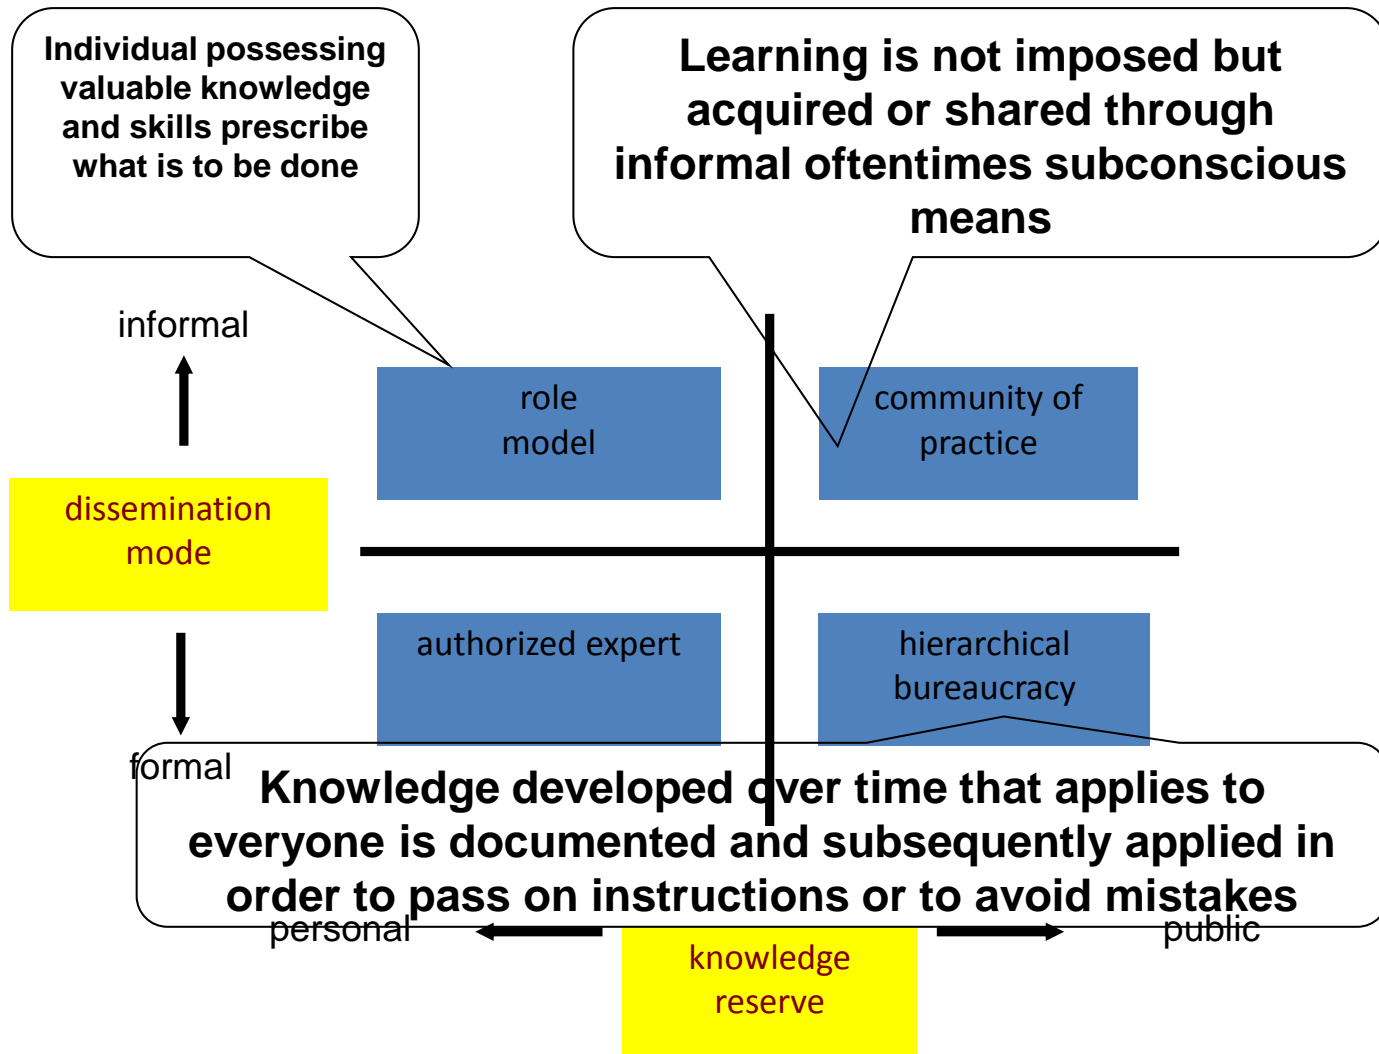 Individual possessing
valuable knowledge
and skills prescribe
what is to be done
Learning is not imposed but
acquired or shared through
informal oftentimes subconscious
means
informal
role
model
community of
practice
dissemination
mode
authorized expert
hierarchical
bureaucracy
formal
Knowledge developed over time that applies to
everyone is documented and subsequently applied in
order to pass on instructions or to avoid mistakes
personal
public
knowledge
reserve